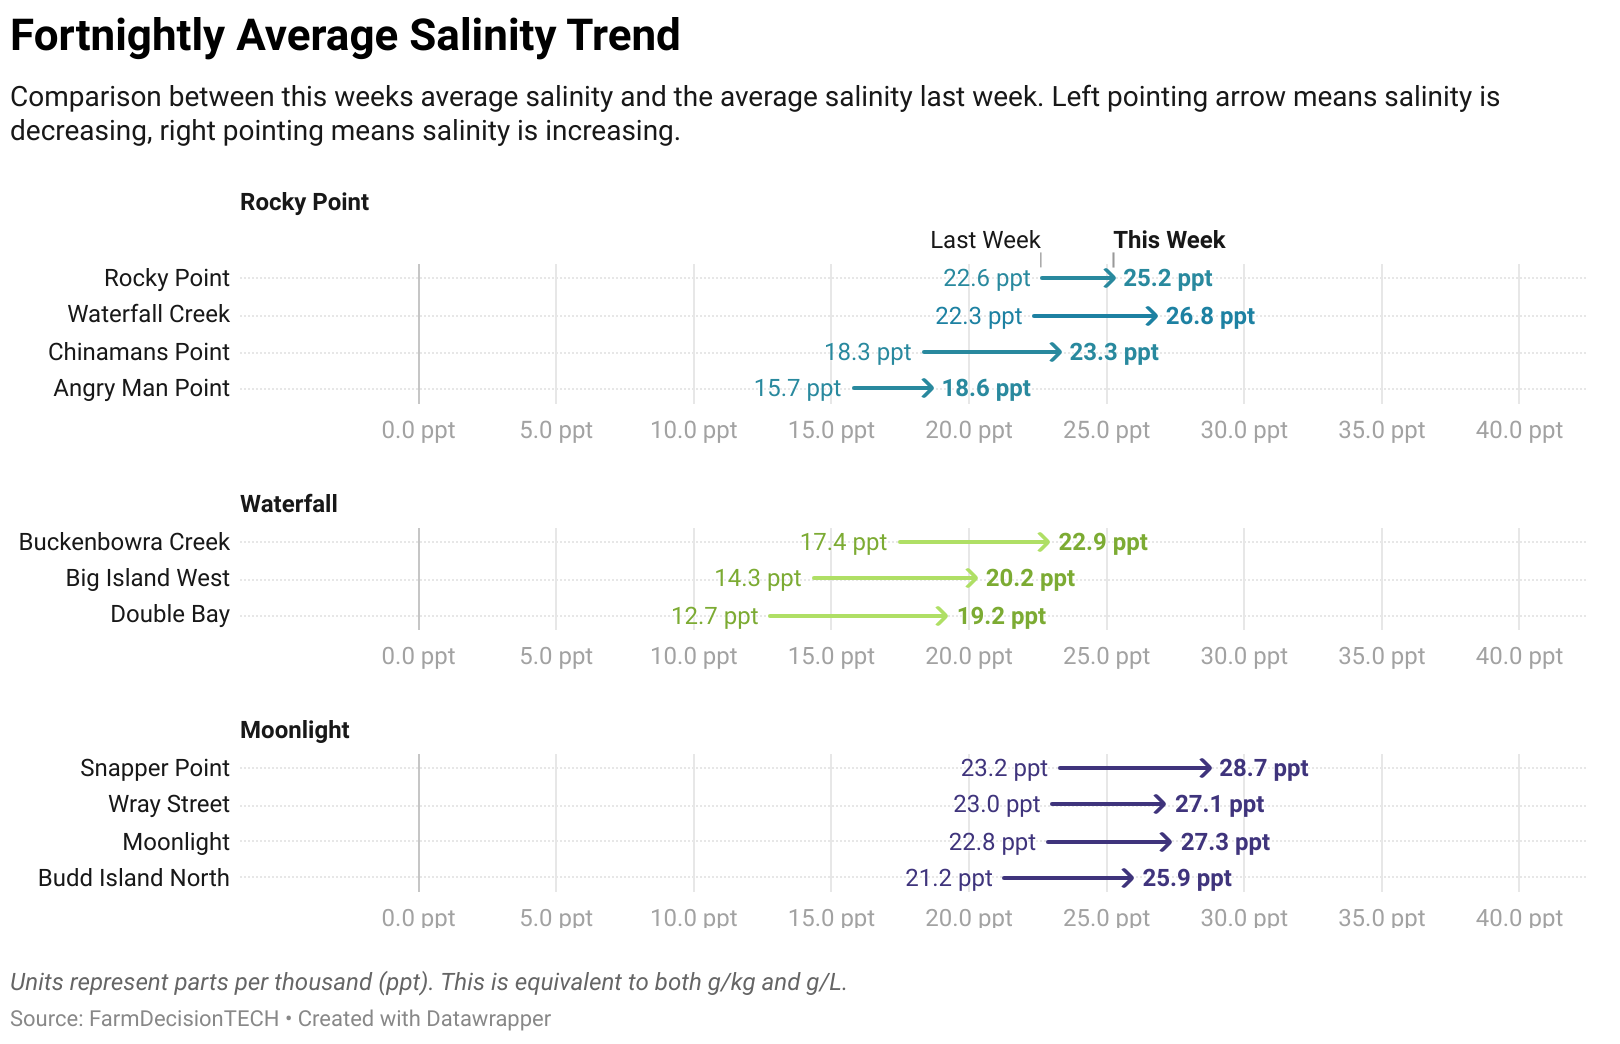 Fortnightly Average Salinity Trend
Comparison between this weeks average salinity and the average salinity last week. Left pointing arrow means salinity is
decreasing, right pointing means salinity is increasing.
Rocky Point
Last Week This Week
Rocky Point 22.6 ppt 25.2 ppt
Waterfall Creek 22.3 ppt 26.8 ppt
Chinamans Point 18.3 ppt 23.3 ppt
Angry Man Point 15.7 ppt 18.6 ppt
0.0 ppt 5.0 ppt 10.0 ppt 15.0 ppt 20.0 ppt 25.0 ppt 30.0 ppt 35.0 ppt 40.0 ppt
Waterfall
Buckenbowra Creek 17.4 ppt 22.9 ppt
Big Island West 14.3 ppt 20.2 ppt
Double Bay 12.7 ppt 19.2 ppt
0.0 ppt 5.0 ppt 10.0 ppt 15.0 ppt 20.0 ppt 25.0 ppt 30.0 ppt 35.0 ppt 40.0 ppt
Moonlight
Snapper Point 23.2 ppt 28.7 ppt
Wray Street 23.0 ppt 27.1 ppt
Moonlight 22.8 ppt 27.3 ppt
Budd Island North 21.2 ppt 25.9 ppt
0.0 ppt 5.0 ppt 10.0 ppt 15.0 ppt 20.0 ppt 25.0 ppt 30.0 ppt 35.0 ppt 40.0 ppt
Units represent parts per thousand (ppt). This is equivalent to both g/kg and g/L.
Source: FarmDecisionTECH • Created with Datawrapper